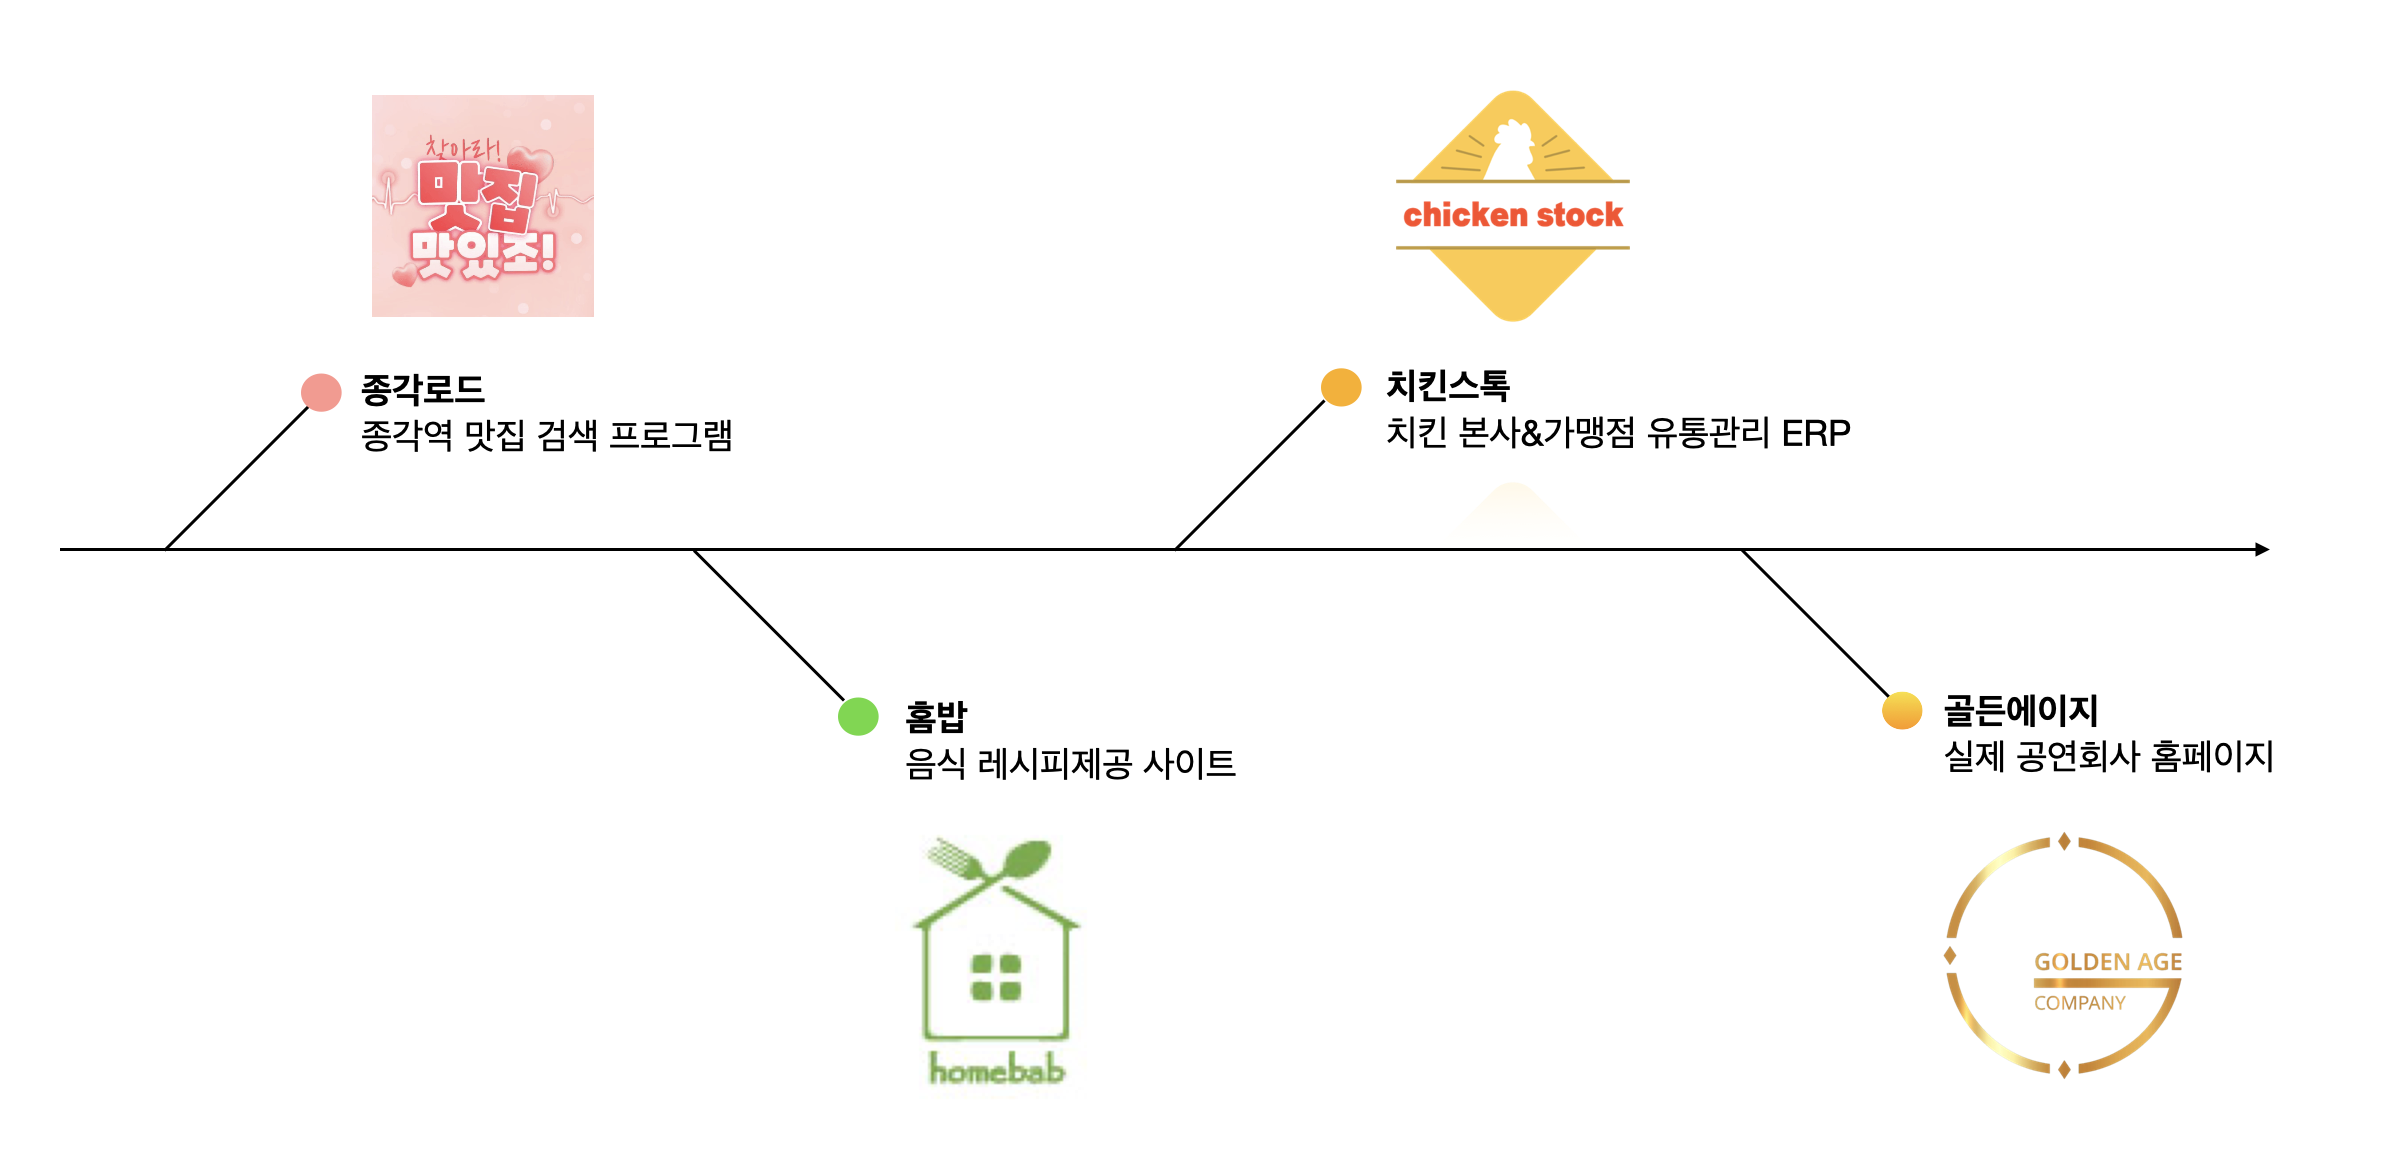 찾아라!
맛집
맛있조!
종각로드
종각역 맛집 검색 프로그램
chicken stock
치킨스톡
치킨 본사&가맹점 유통관리 ERP
홈밥
음식 레시피제공 사이트
homebab
골든에이지
실제 공연회사 홈페이지
GOLDEN AGE
COMPANY